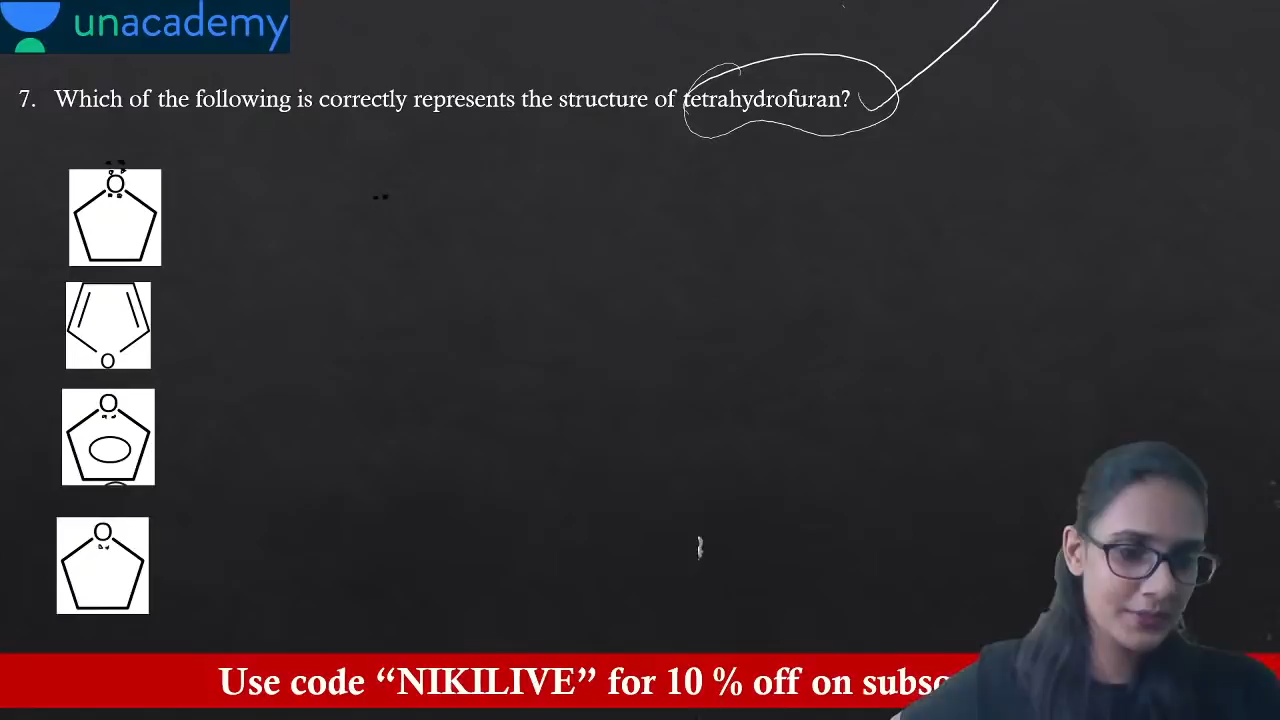 unacademy
7. Which of the following is correctly represents the structure of tetrahydrofuran?
O
O
O
O
Use code “NIKILIVE” for 10 % off on